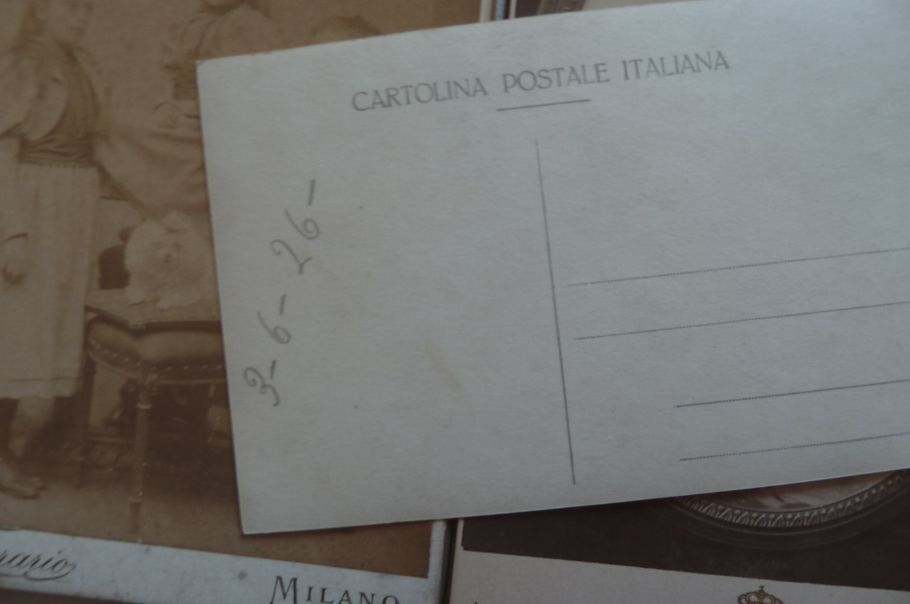 CARTOLINA POSTALE ITALIANA
3-6-26-
MILANO